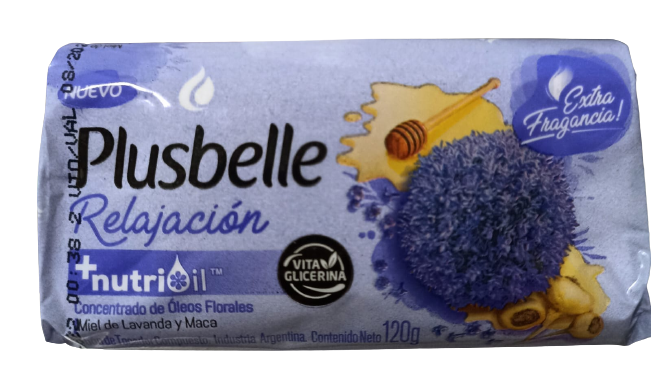 NUEVO
Extra
Fragancia!
Plusbelle
Relajación
+nutriOil™
VITA
GLICERINA
Concentrado de Óleos Florales
Miel de Lavanda y Maca
Industria Argentina. Contenido Neto 120g